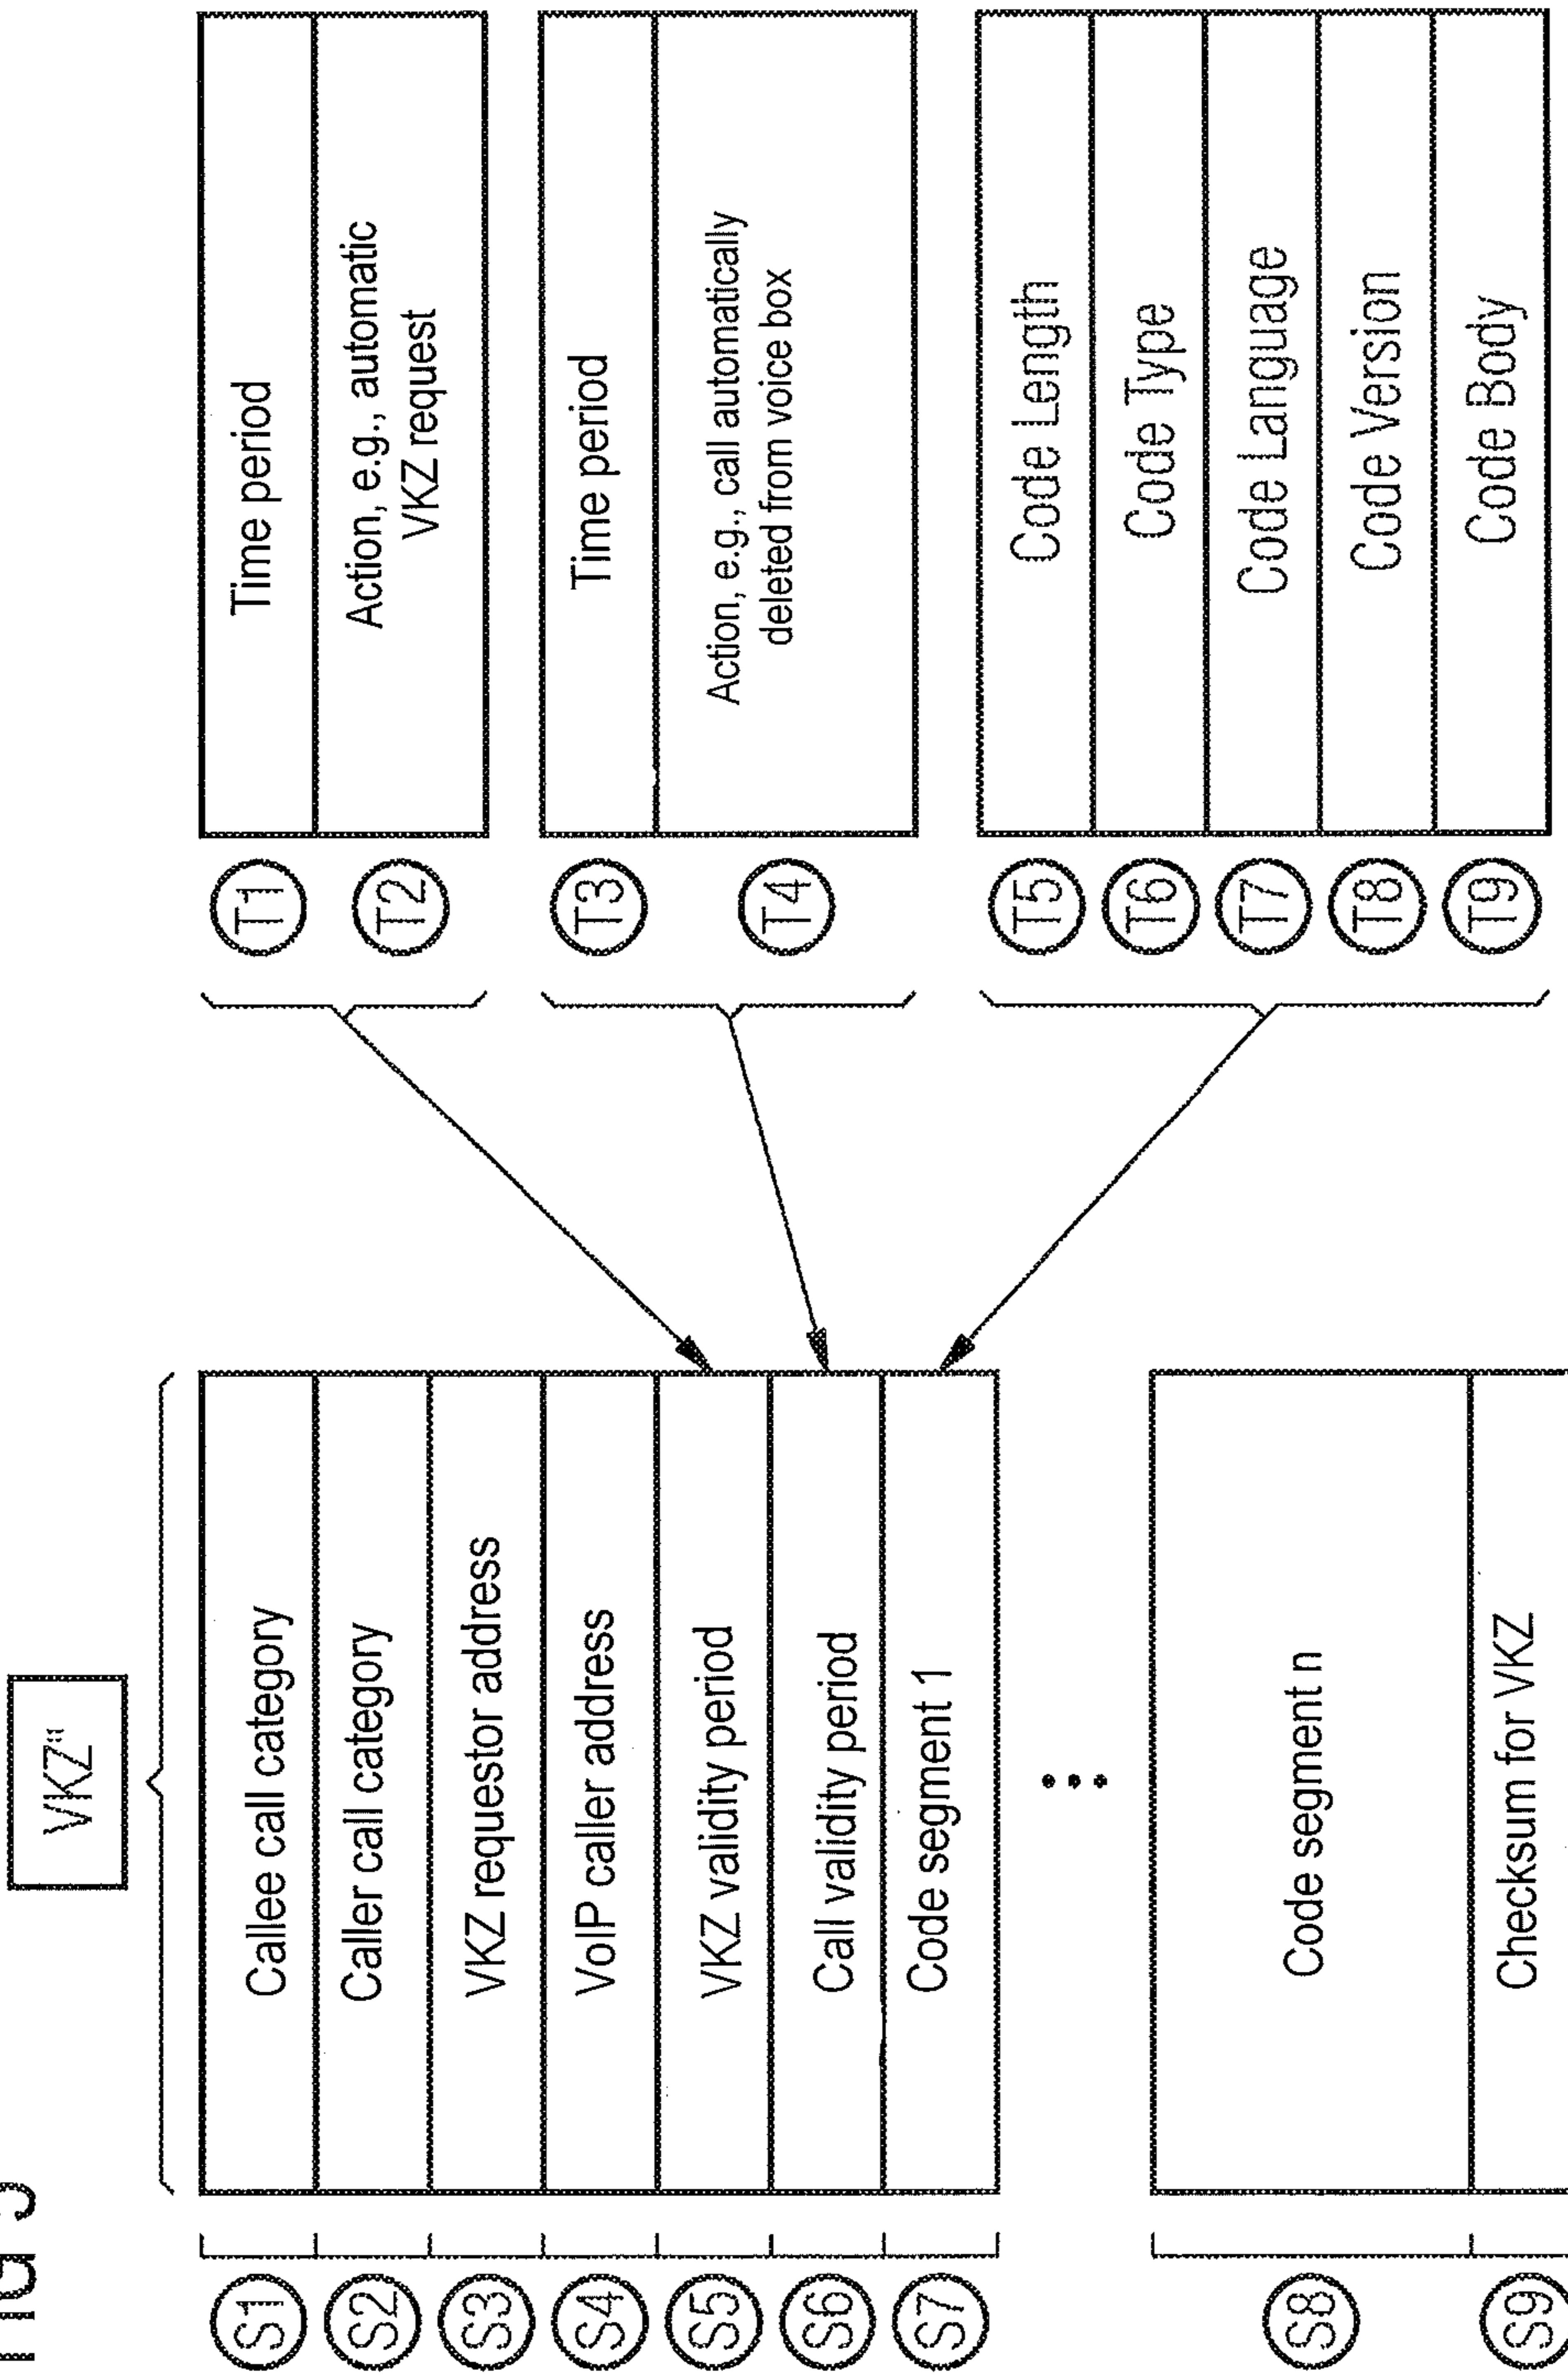 VKZ"
S1
Callee call category
S2
Caller call category
S3
VKZ requestor address
S4
VoIP caller address
S5
VKZ validity period
S6
Call validity period
S7
Code segment 1
S8
Code segment n
S9
Checksum for VKZ
T1
Time period
T2
Action, e.g., automatic
VKZ request
T3
Time period
T4
Action, e.g., call automatically
deleted from voice box
T5
Code Length
T6
Code Type
T7
Code Language
T8
Code Version
T9
Code Body